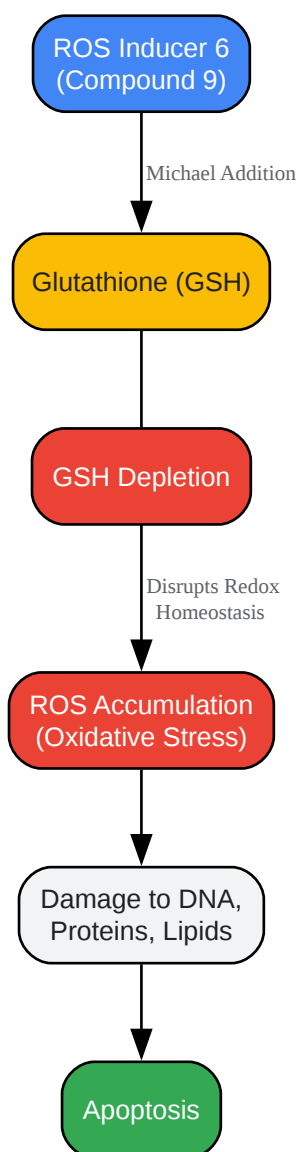 ROS Inducer 6
(Compound 9)
Michael Addition
Glutathione (GSH)
GSH Depletion
Disrupts Redox
Homeostasis
ROS Accumulation
(Oxidative Stress)
Damage to DNA,
Proteins, Lipids
Apoptosis